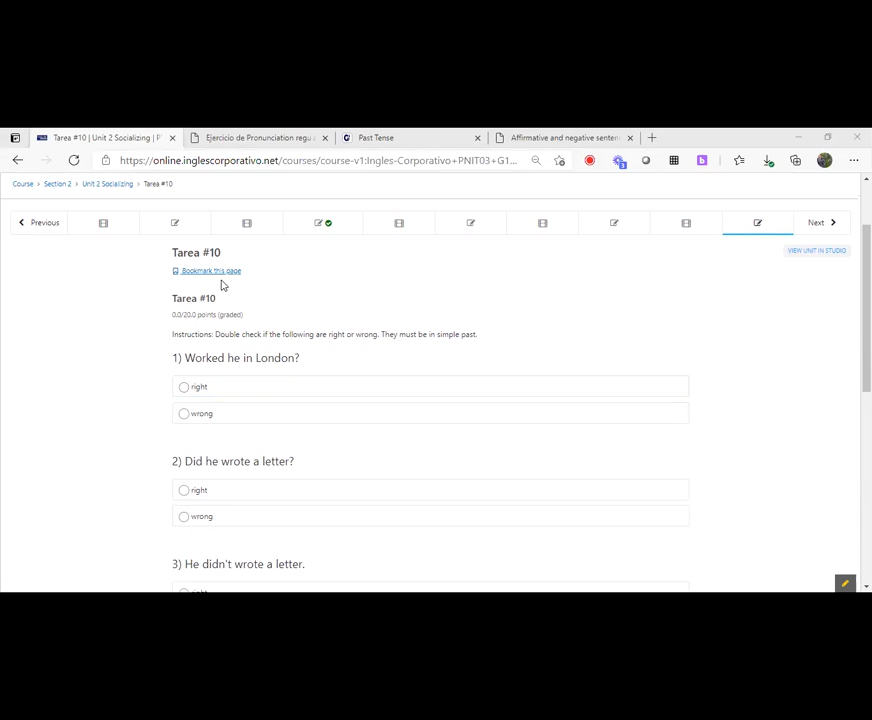 Tarea #10 | Unit 2 Socializing | P
Ejercicio de Pronunciation regu
Past Tense
Affirmative and negative senten
https://online.inglescorporativo.net/courses/course-v1:Ingles-Corporativo+PNIT03+G1...
3
Course > Section 2 > Unit 2 Socializing > Tarea #10
Previous
Next
Tarea #10
VIEW UNIT IN STUDIO
Bookmark this page
Tarea #10
0.0/20.0 points (graded)
Instructions: Double check if the following are right or wrong. They must be in simple past.
1) Worked he in London?
right
wrong
2) Did he wrote a letter?
right
wrong
3) He didn't wrote a letter.
right